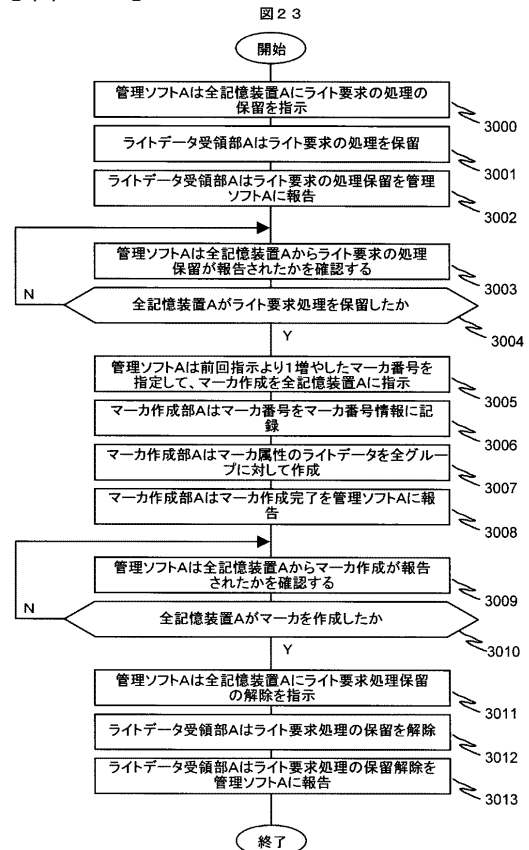 図23
開始
管理ソフトAは全記憶装置Aにライト要求の処理の
保留を指示
3000
ライトデータ受領部Aはライト要求の処理を保留
3001
ライトデータ受領部Aはライト要求の処理保留を管理
ソフトAに報告
3002
管理ソフトAは全記憶装置Aからライト要求の処理
保留が報告されたかを確認する
3003
N
全記憶装置Aがライト要求処理を保留したか
3004
Y
管理ソフトAは前回指示より1増やしたマーカ番号を
指定して、マーカ作成を全記憶装置Aに指示
3005
マーカ作成部Aはマーカ番号をマーカ番号情報に記
録
3006
マーカ作成部Aはマーカ属性のライトデータを全グルー
プに対して作成
3007
マーカ作成部Aはマーカ作成完了を管理ソフトAに報
告
3008
管理ソフトAは全記憶装置Aからマーカ作成が報告
されたかを確認する
3009
N
全記憶装置Aがマーカを作成したか
3010
Y
管理ソフトAは全記憶装置Aにライト要求処理保留
の解除を指示
3011
ライトデータ受領部Aはライト要求処理の保留を解除
3012
ライトデータ受領部Aはライト要求処理の保留解除を
管理ソフトAに報告
3013
終了